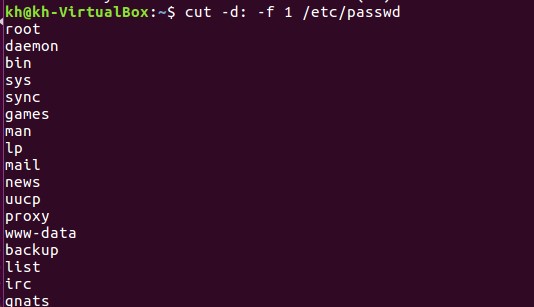 kh@kh-VirtualBox:~$ cut -d: -f 1 /etc/passwd
root
daemon
bin
sys
sync
games
man
lp
mail
news
uucp
proxy
www-data
backup
list
irc
gnats